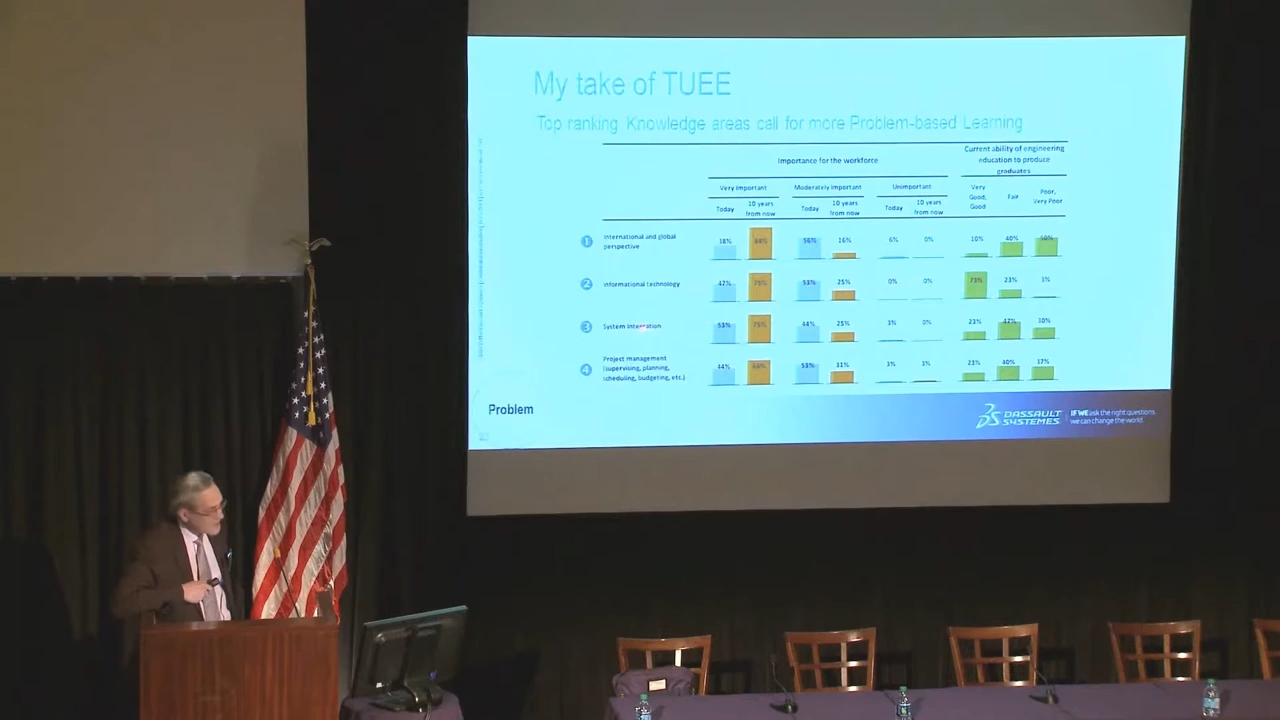 My take of TUEE
Top ranking Knowledge areas call for more Problem-based Learning
Importance for the workforce
Current ability of engineering
education to produce
graduates
Very Important
Moderately Important
Unimportant
Very
Good,
Good
Fair
Poor,
Very Poor
Today
10 years
from now
Today
10 years
from now
Today
10 years
from now
1 International and global
perspective
18% 84% 56% 16% 6% 0% 10% 40% 50%
2 Informational technology
47% 75% 53% 25% 0% 0% 73% 23% 3%
3 System Integration
53% 75% 44% 25% 3% 0% 23% 47% 30%
4 Project management
(supervising, planning,
scheduling, budgeting, etc.)
44% 53% 31% 3% 3% 23% 40% 37%
Problem
DASSAULT
SYSTEMES
IF WE ask the right questions
we can change the world.